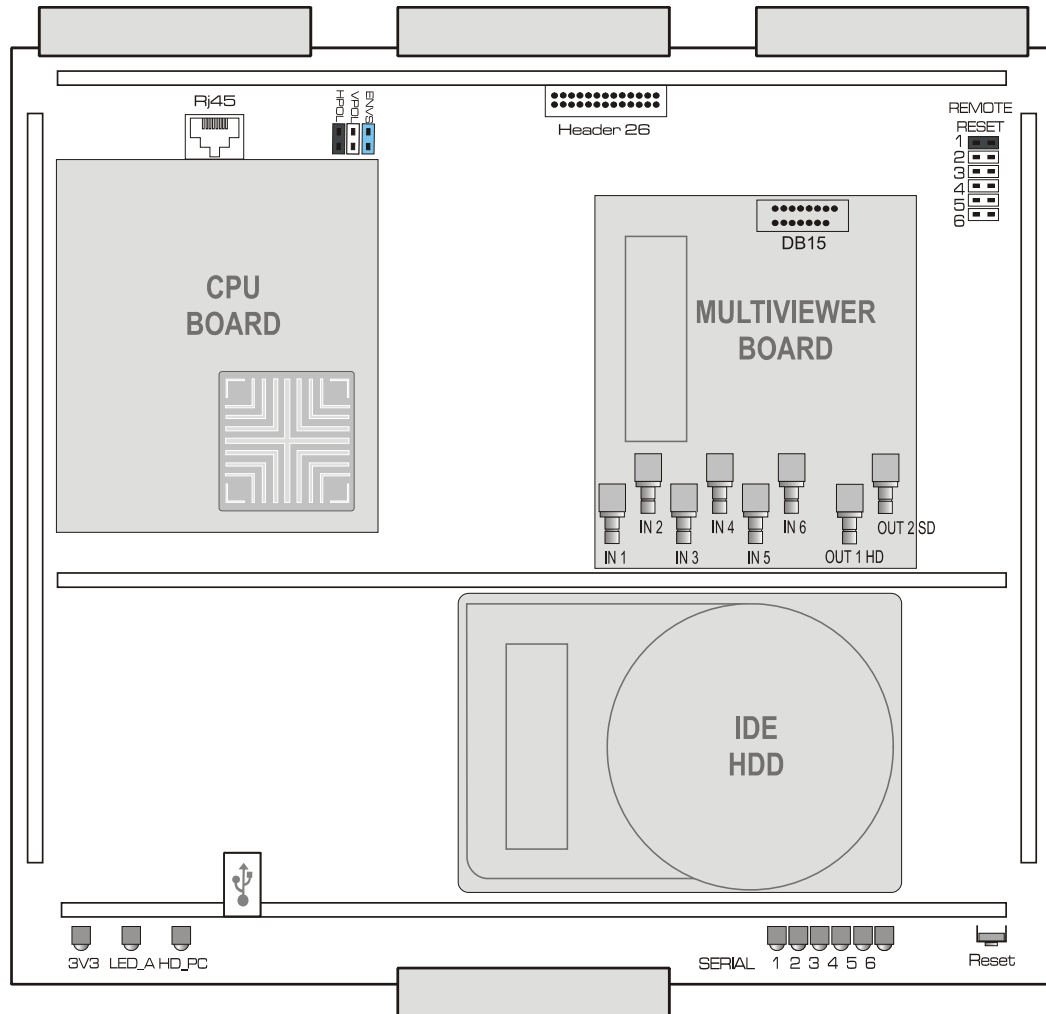 Rj45
HPOL
VPOL
ENVS
Header 26
REMOTE
RESET
1
2
3
4
5
6
DB15
CPU
BOARD
MULTIVIEWER
BOARD
IN 1
IN 2
IN 3
IN 4
IN 5
IN 6
OUT 1 HD
OUT 2 SD
IDE
HDD
3V3 LED_A HD_PC
SERIAL 1 2 3 4 5 6
Reset